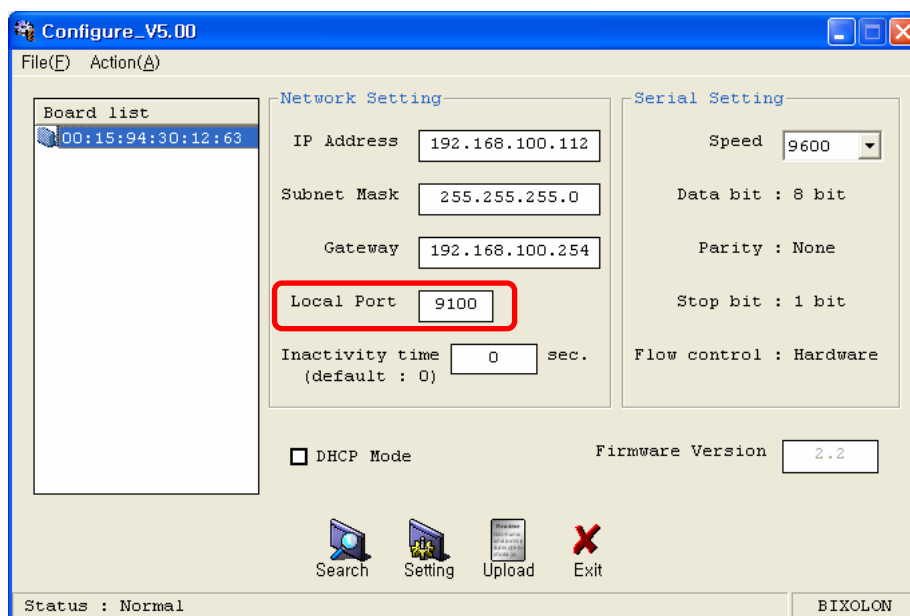 Configure_V5.00
File(F) Action(A)
Board list
00:15:94:30:12:63
Network Setting
IP Address 192.168.100.112
Subnet Mask 255.255.255.0
Gateway 192.168.100.254
Local Port 9100
Inactivity time 0 sec.
(default : 0)
Serial Setting
Speed 9600
Data bit : 8 bit
Parity : None
Stop bit : 1 bit
Flow control : Hardware
DHCP Mode
Firmware Version 2.2
Search Setting Upload Exit
Status : Normal BIXOLON